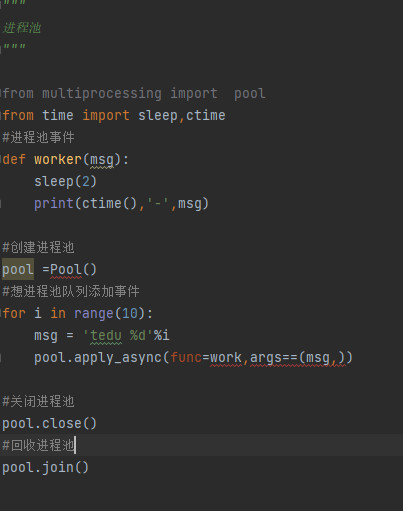 """
进程池
"""
from multiprocessing import  pool
from time import sleep,ctime
#进程池事件
def worker(msg):
    sleep(2)
    print(ctime(),'-',msg)
#创建进程池
pool =Pool()
#想进程池队列添加事件
for i in range(10):
    msg = 'tedu %d'%i
    pool.apply_async(func=work,args==(msg,))
#关闭进程池
pool.close()
#回收进程池
pool.join()